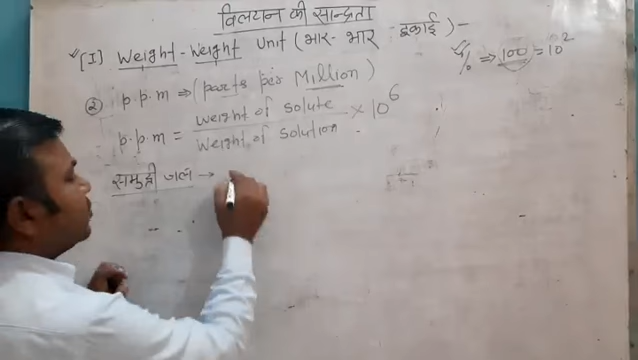 विलयन की सान्द्रता
[I] Weight-Weight Unit (भार-भार इकाई) -
% ⇒ 100 = 10²
② p.p.m ⇒ (parts per Million)
p.p.m = Weight of Solute / Weight of Solution × 10⁶
समुद्री जल →